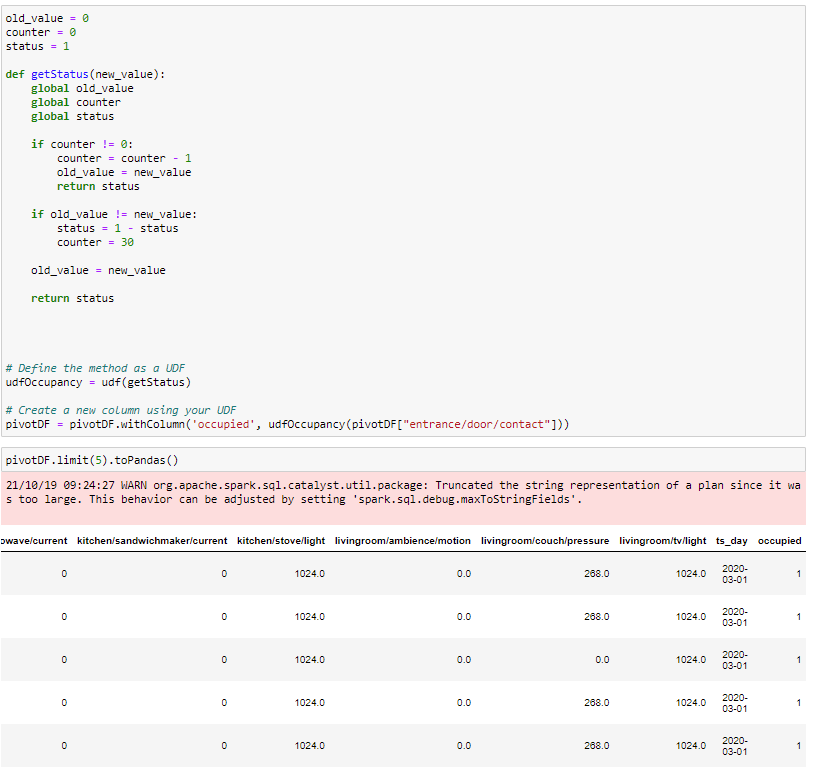 old_value = 0
counter = 0
status = 1
def getStatus(new_value):
    global old_value
    global counter
    global status
    if counter != 0:
        counter = counter - 1
        old_value = new_value
        return status
    if old_value != new_value:
        status = 1 - status
        counter = 30
    old_value = new_value
    return status
# Define the method as a UDF
udfOccupancy = udf(getStatus)
# Create a new column using your UDF
pivotDF = pivotDF.withColumn('occupied', udfOccupancy(pivotDF["entrance/door/contact"]))
pivotDF.limit(5).toPandas()
21/10/19 09:24:27 WARN org.apache.spark.sql.catalyst.util.package: Truncated the string representation of a plan since it wa
s too large. This behavior can be adjusted by setting 'spark.sql.debug.maxToStringFields'.
owave/current kitchen/sandwichmaker/current kitchen/stove/light livingroom/ambience/motion livingroom/couch/pressure livingroom/tv/light ts_day occupied
0 0 1024.0 0.0 268.0 1024.0 2020-03-01 1
0 0 1024.0 0.0 268.0 1024.0 2020-03-01 1
0 0 1024.0 0.0 0.0 1024.0 2020-03-01 1
0 0 1024.0 0.0 268.0 1024.0 2020-03-01 1
0 0 1024.0 0.0 268.0 1024.0 2020-03-01 1